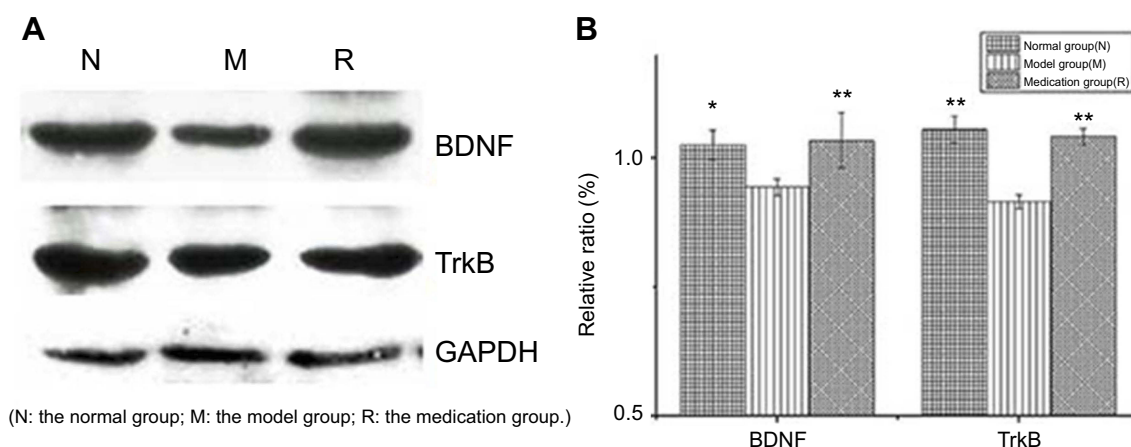 A
N M R
BDNF
TrkB
GAPDH
(N: the normal group; M: the model group; R: the medication group.)
B
Normal group(N)
Model group(M)
Medication group(R)
* ** ** **
Relative ratio (%)
1.0
0.5
BDNF TrkB